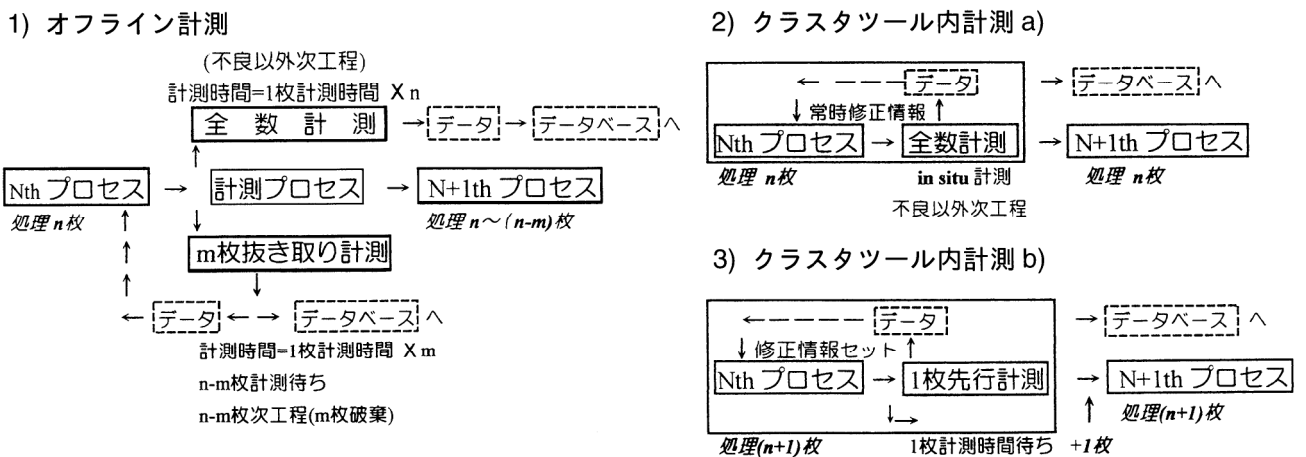 1) オフライン計測
(不良以外次工程)
計測時間=1枚計測時間 X n
全数計測 → データ → データベース へ
Nth プロセス → 計測プロセス → N+1th プロセス
処理 n枚
処理 n～(n-m)枚
m枚抜き取り計測
← データ ← → データベース へ
計測時間=1枚計測時間 X m
n-m枚計測待ち
n-m枚次工程(m枚破棄)
2) クラスタツール内計測 a)
データ → データベース へ
常時修正情報
Nth プロセス → 全数計測 → N+1th プロセス
処理 n枚
in situ 計測
処理 n枚
不良以外次工程
3) クラスタツール内計測 b)
データ → データベース へ
修正情報セット
Nth プロセス → 1枚先行計測 → N+1th プロセス
処理(n+1)枚
処理(n+1)枚
1枚計測時間待ち
+1枚